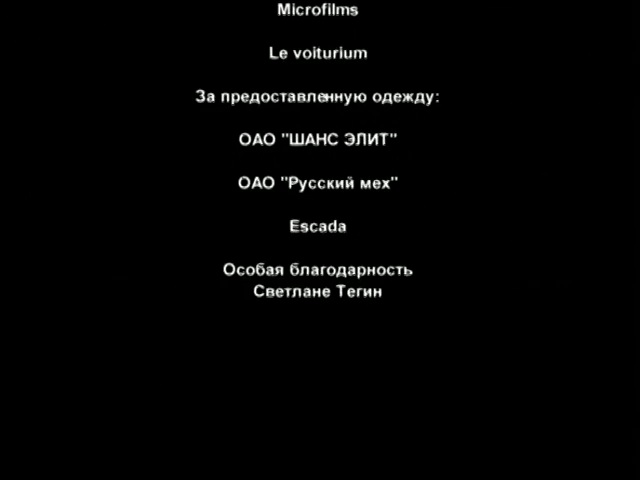 Microfilms
Le voiturium
За предоставленную одежду:
ОАО "ШАНС ЭЛИТ"
ОАО "Русский мех"
Escada
Особая благодарность
Светлане Тегин